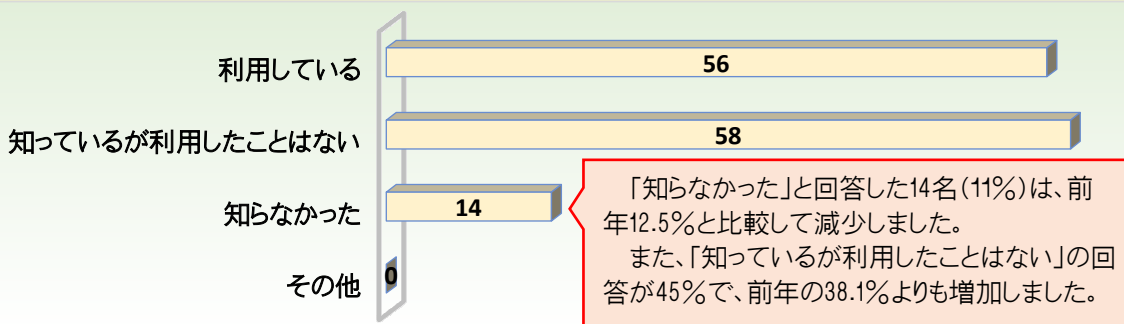 利用している
56
知っているが利用したことはない
58
知らなかった
14
その他
0
「知らなかった」と回答した14名(11%)は、前
年12.5%と比較して減少しました。
また、「知っているが利用したことはない」の回
答が45%で、前年の38.1%よりも増加しました。